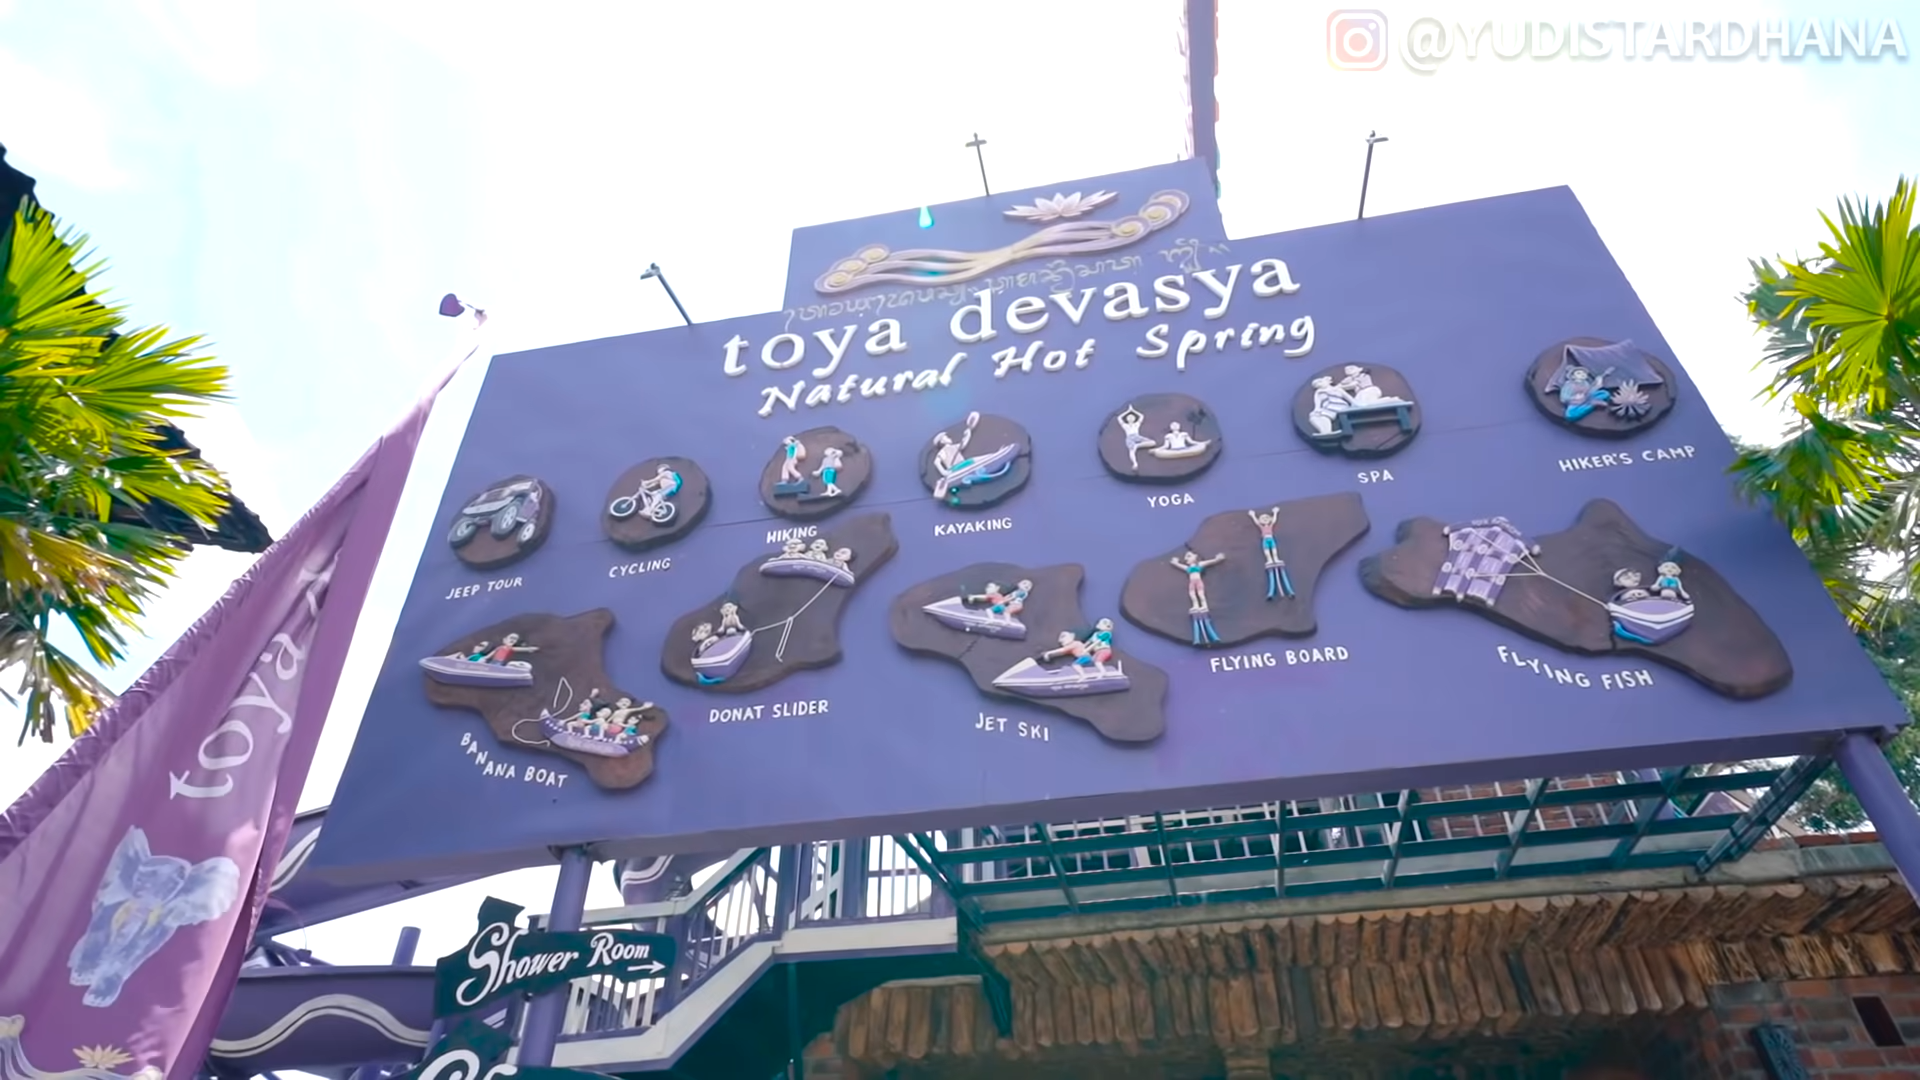 @YUDISTARDHANA
toya devasya
Natural Hot Spring
JEEP TOUR
CYCLING
HIKING
KAYAKING
YOGA
SPA
HIKER'S CAMP
BANANA BOAT
DONAT SLIDER
JET SKI
FLYING BOARD
FLYING FISH
toya
Shower Room